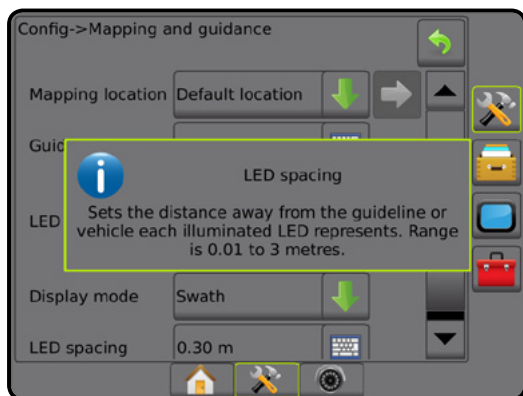 Config->Mapping and guidance
Mapping location Default location
Guid
LED spacing
LED
Sets the distance away from the guideline or
vehicle each illuminated LED represents. Range
is 0.01 to 3 metres.
Display mode Swath
LED spacing 0.30 m